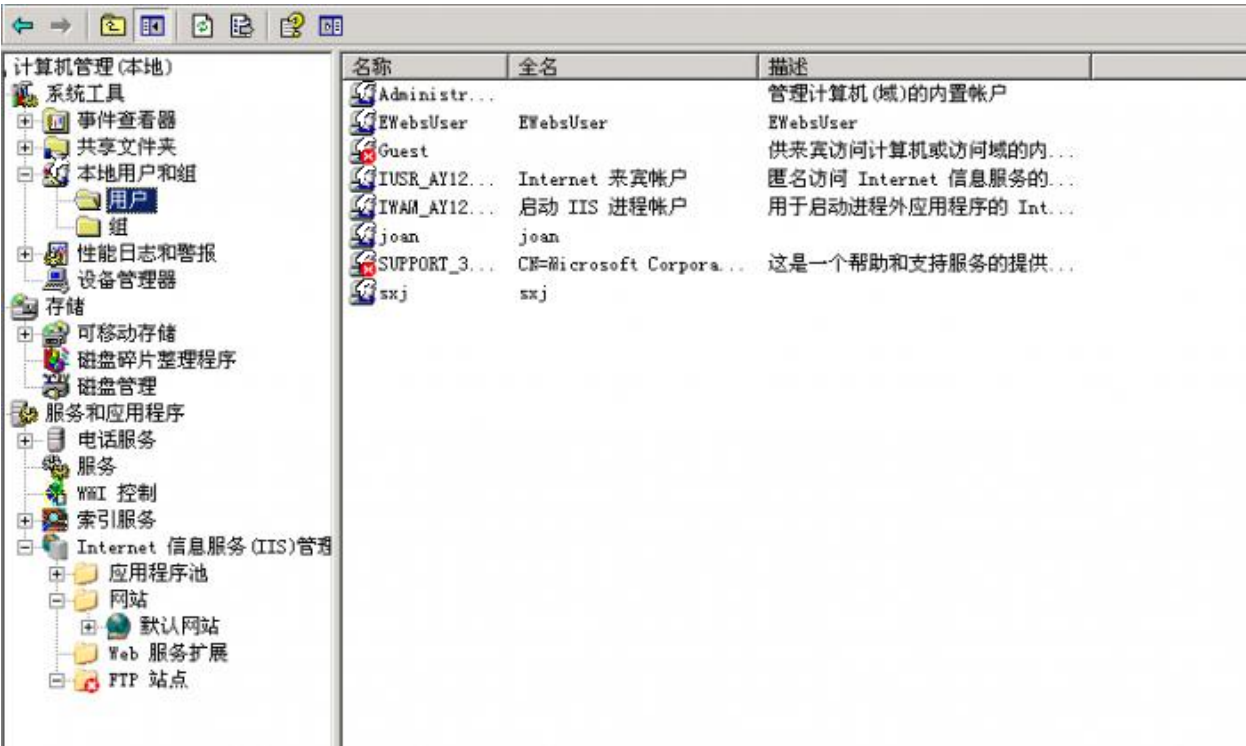 计算机管理(本地)
系统工具
事件查看器
共享文件夹
本地用户和组
用户
组
性能日志和警报
设备管理器
存储
可移动存储
磁盘碎片整理程序
磁盘管理
服务和应用程序
电话服务
服务
WMI 控制
索引服务
Internet 信息服务(IIS)管理
应用程序池
网站
默认网站
Web 服务扩展
FTP 站点
名称 全名 描述
Administr... 管理计算机(域)的内置帐户
EWebsUser EWebsUser EWebsUser
Guest 供来宾访问计算机或访问域的内...
IUSR_AY12... Internet 来宾帐户 匿名访问 Internet 信息服务的...
IWAM_AY12... 启动 IIS 进程帐户 用于启动进程外应用程序的 Int...
joan joan
SUPPORT_3... CN=Microsoft Corpora... 这是一个帮助和支持服务的提供...
sxj sxj